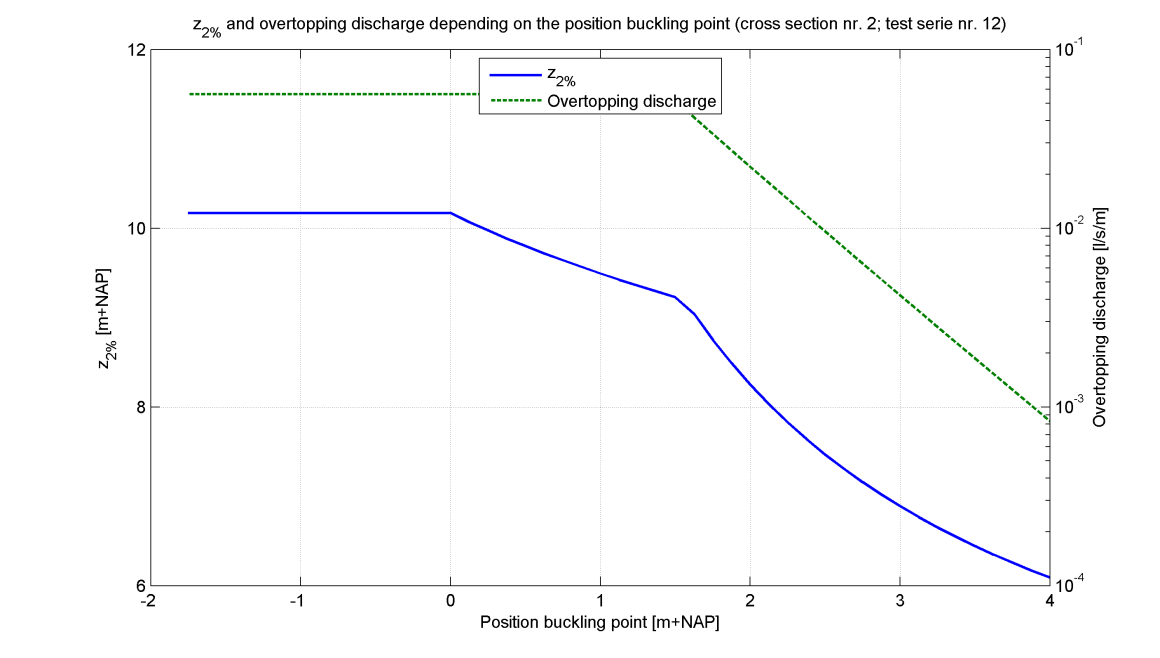 z2% and overtopping discharge depending on the position buckling point (cross section nr. 2; test serie nr. 12)
z2%
Overtopping discharge
12
10
8
6
z2% [m+NAP]
10-1
10-2
10-3
10-4
Overtopping discharge [l/s/m]
-2 -1 0 1 2 3 4
Position buckling point [m+NAP]